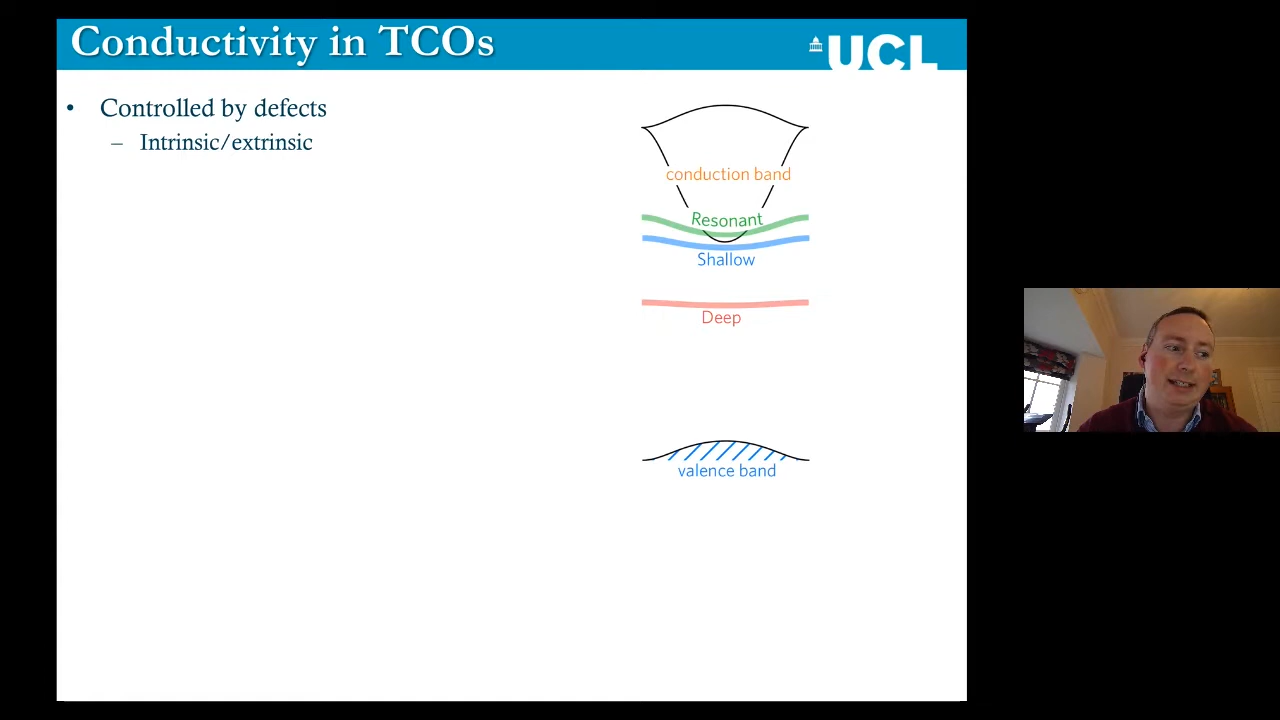 Conductivity in TCOs
UCL
• Controlled by defects
– Intrinsic/extrinsic
conduction band
Resonant
Shallow
Deep
valence band